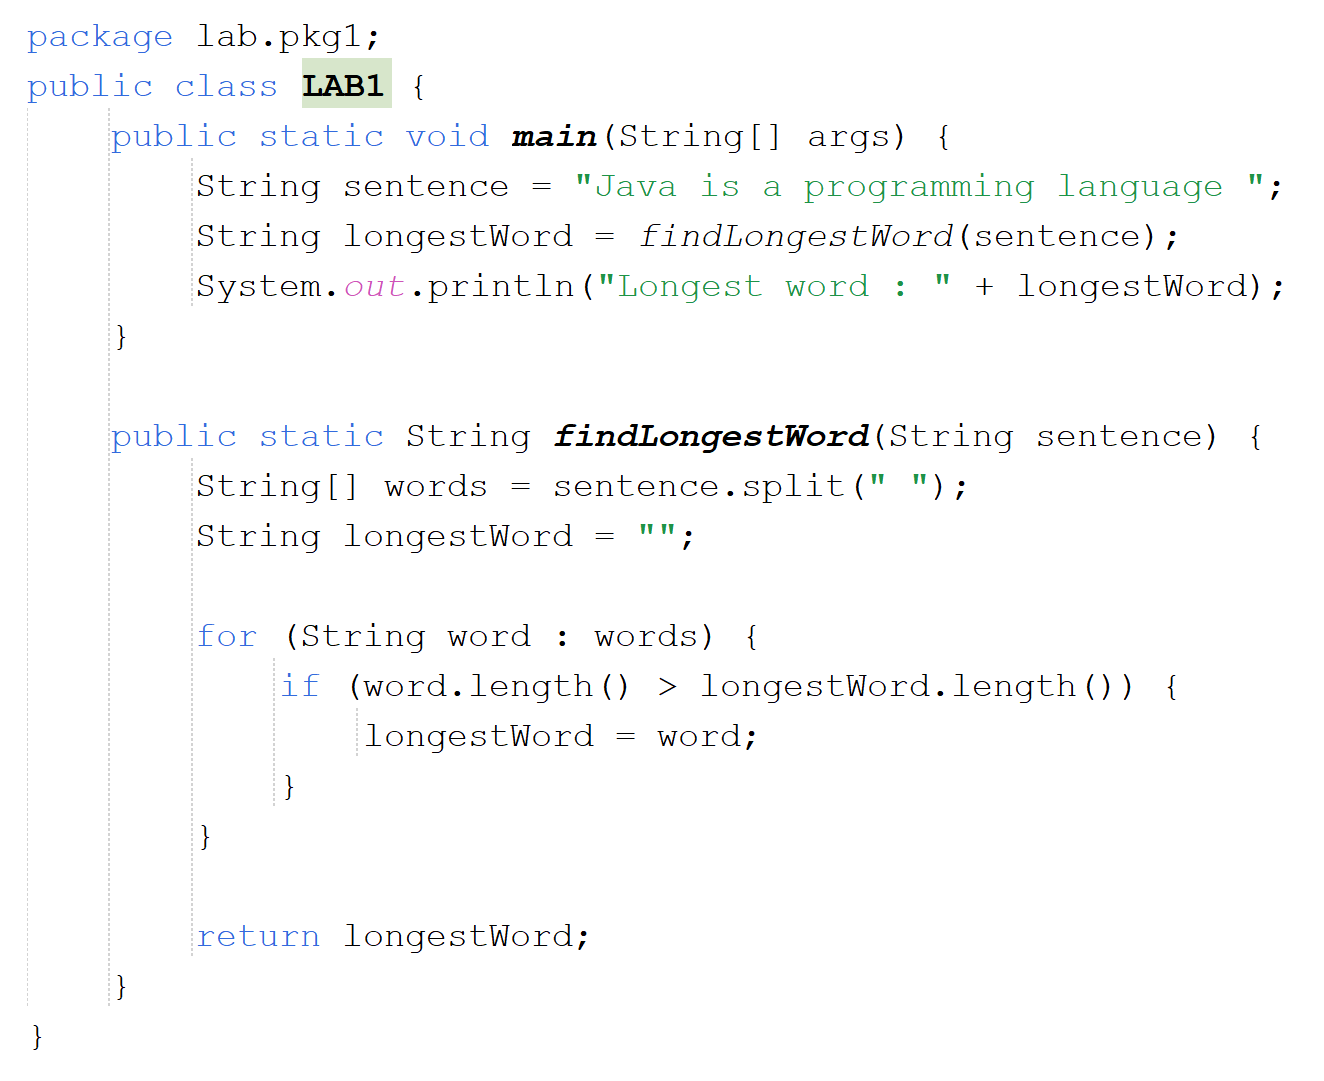 package lab.pkg1;
public class LAB1 {
    public static void main(String[] args) {
        String sentence = "Java is a programming language ";
        String longestWord = findLongestWord(sentence);
        System.out.println("Longest word : " + longestWord);
    }
    public static String findLongestWord(String sentence) {
        String[] words = sentence.split(" ");
        String longestWord = "";
        for (String word : words) {
            if (word.length() > longestWord.length()) {
                longestWord = word;
            }
        }
        return longestWord;
    }
}